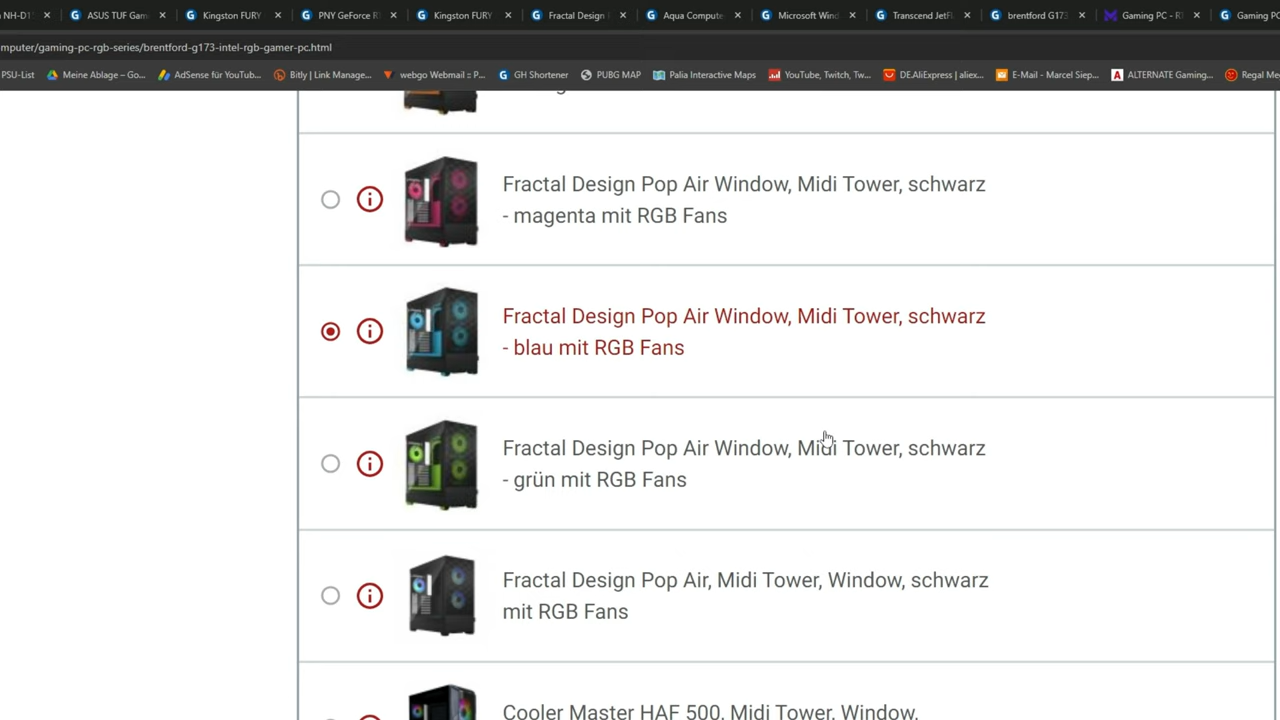 NH-D1
ASUS TUF Gam
Kingston FURY
PNY GeForce R
Kingston FURY
Fractal Design
Aqua Compute
Microsoft Wind
Transcend JetFl
brentford G173
Gaming PC - R
Gaming PC
mputer/gaming-pc-rgb-series/brentford-g173-intel-rgb-gamer-pc.html
PSU-List
Meine Ablage – Go...
AdSense für YouTub...
Bitly | Link Manage...
webgo Webmail :: P...
GH Shortener
PUBG MAP
Palia Interactive Maps
YouTube, Twitch, Tw...
DE.AliExpress | aliex...
E-Mail - Marcel Siep...
ALTERNATE Gaming...
Regal Me
Fractal Design Pop Air Window, Midi Tower, schwarz
- magenta mit RGB Fans
Fractal Design Pop Air Window, Midi Tower, schwarz
- blau mit RGB Fans
Fractal Design Pop Air Window, Midi Tower, schwarz
- grün mit RGB Fans
Fractal Design Pop Air, Midi Tower, Window, schwarz
mit RGB Fans
Cooler Master HAF 500, Midi Tower, Window,